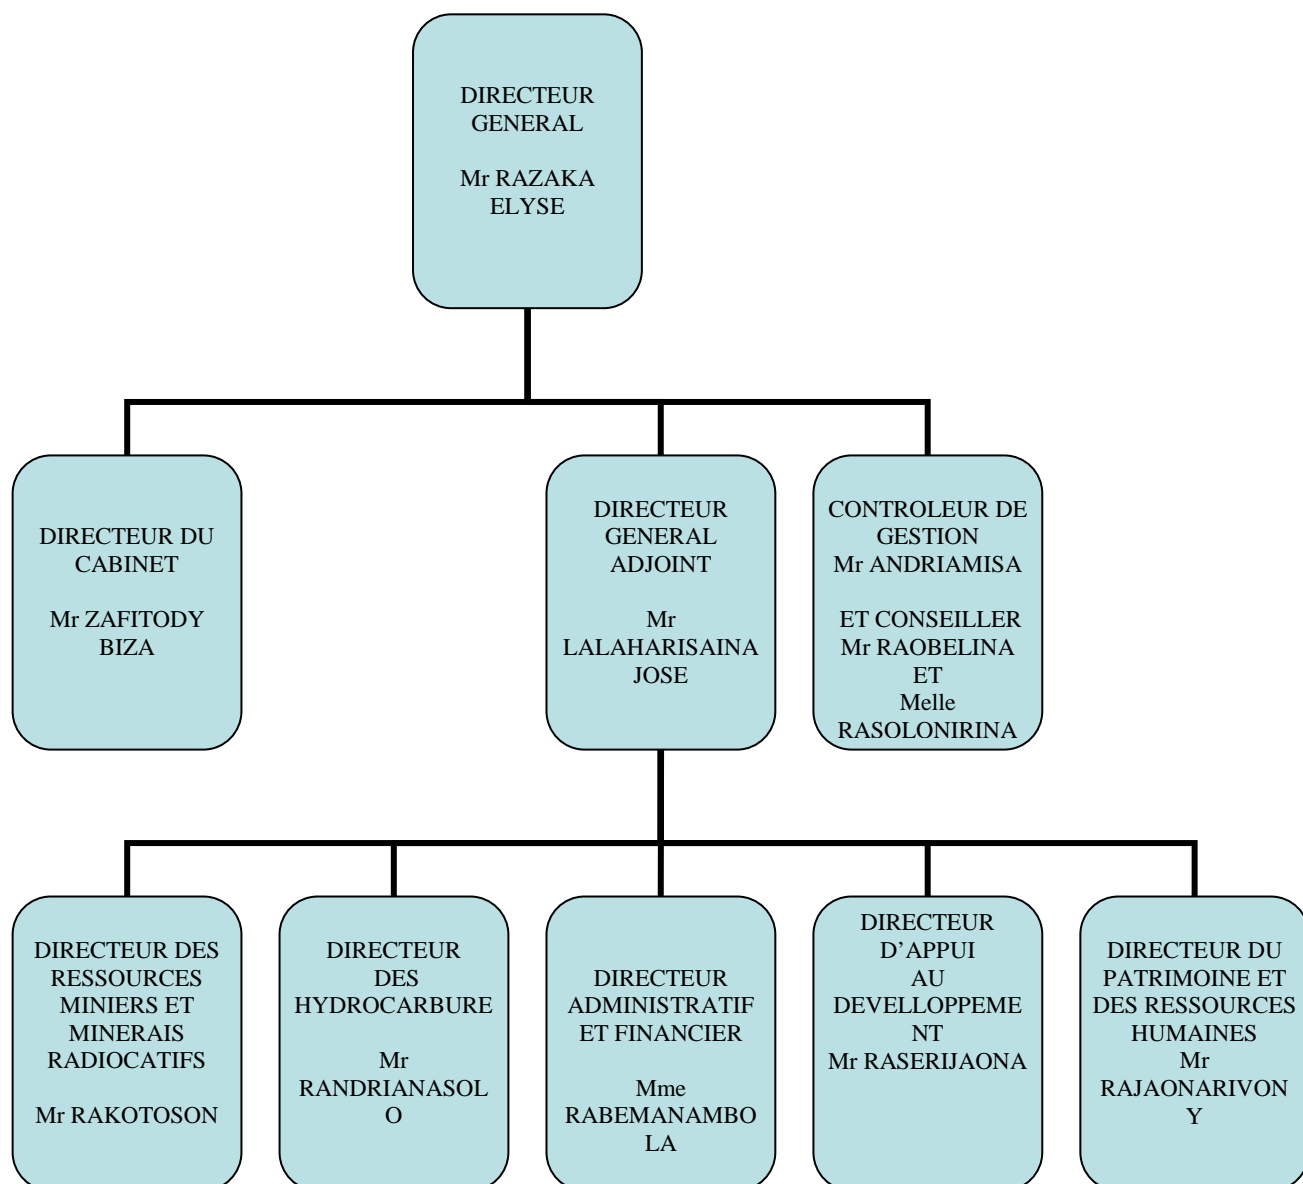 DIRECTEUR
GENERAL
Mr RAZAKA
ELYSE
DIRECTEUR DU
CABINET
Mr ZAFITODY
BIZA
DIRECTEUR
GENERAL
ADJOINT
Mr
LALAHARISAINA
JOSE
CONTROLEUR DE
GESTION
Mr ANDRIAMISA
ET CONSEILLER
Mr RAOBELINA
ET
Melle
RASOLONIRINA
DIRECTEUR DES
RESSOURCES
MINIERS ET
MINERAIS
RADIOCATIFS
Mr RAKOTOSON
DIRECTEUR
DES
HYDROCARBURE
Mr
RANDRIANASOL
O
DIRECTEUR
ADMINISTRATIF
ET FINANCIER
Mme
RABEMANAMBO
LA
DIRECTEUR
D’APPUI
AU
DEVELLOPPEME
NT
Mr RASERIJAONA
DIRECTEUR DU
PATRIMOINE ET
DES RESSOURCES
HUMAINES
Mr
RAJAONARIVON
Y